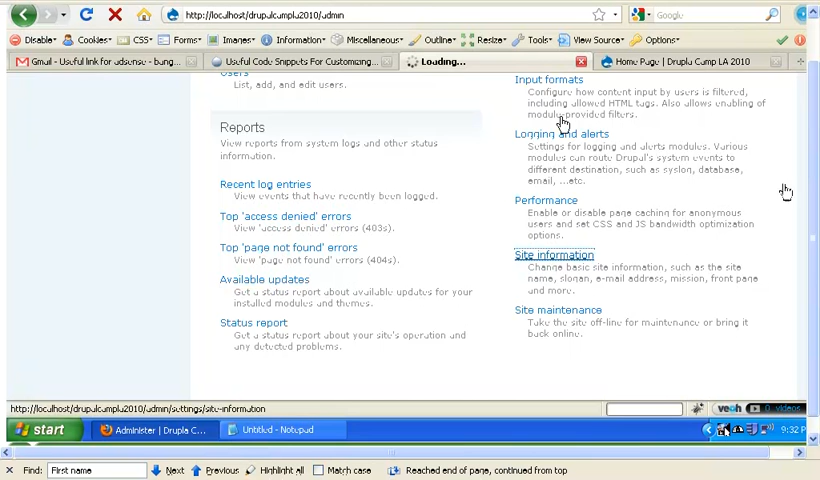 http://localhost/drupalcampla2010/admin
Google
Disable Cookies CSS Forms Images Information Miscellaneous Outline Resize Tools View Source Options
Gmail - Useful link for adsense - bang... Useful Code Snippets For Customizing... Loading... Home Page | Drupla Camp LA 2010
Users
List, add, and edit users.
Reports
View reports from system logs and other status
information.
Recent log entries
View events that have recently been logged.
Top 'access denied' errors
View 'access denied' errors (403s).
Top 'page not found' errors
View 'page not found' errors (404s).
Available updates
Get a status report about available updates for your
installed modules and themes.
Status report
Get a status report about your site's operation and
any detected problems.
Input formats
Configure how content input by users is filtered,
including allowed HTML tags. Also allows enabling of
module-provided filters.
Logging and alerts
Settings for logging and alerts modules. Various
modules can route Drupal's system events to
different destination, such as syslog, database,
email, ...etc.
Performance
Enable or disable page caching for anonymous
users and set CSS and JS bandwidth optimization
options.
Site information
Change basic site information, such as the site
name, slogan, e-mail address, mission, front page
and more.
Site maintenance
Take the site off-line for maintenance or bring it
back online.
http://localhost/drupalcampla2010/admin/settings/site-information
veoh 0 videos
start Administer | Drupla C... Untitled - Notepad 9:32 P
Find: First name Next Previous Highlight all Match case Reached end of page, continued from top